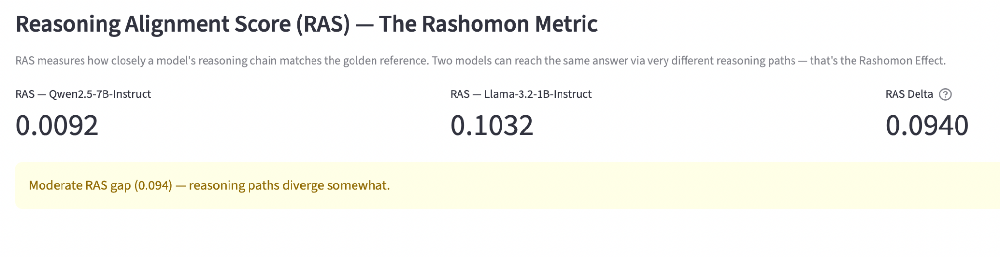 Reasoning Alignment Score (RAS) — The Rashomon Metric
RAS measures how closely a model's reasoning chain matches the golden reference. Two models can reach the same answer via very different reasoning paths — that's the Rashomon Effect.
RAS — Qwen2.5-7B-Instruct
0.0092
RAS — Llama-3.2-1B-Instruct
0.1032
RAS Delta ?
0.0940
Moderate RAS gap (0.094) — reasoning paths diverge somewhat.